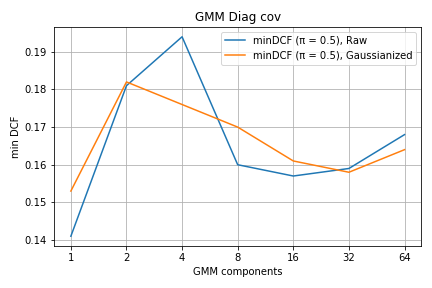 GMM Diag cov
minDCF (π = 0.5), Raw
minDCF (π = 0.5), Gaussianized
min DCF
0.19
0.18
0.17
0.16
0.15
0.14
1 2 4 8 16 32 64
GMM components